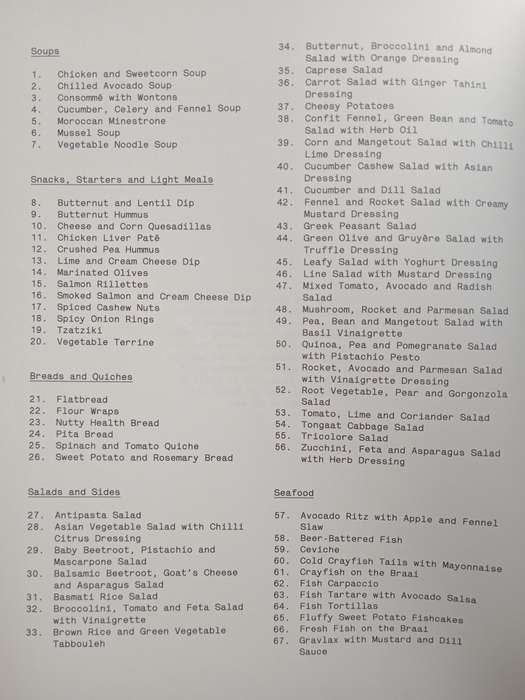 Soups
1. Chicken and Sweetcorn Soup
2. Chilled Avocado Soup
3. Consommé with Wontons
4. Cucumber, Celery and Fennel Soup
5. Moroccan Minestrone
6. Mussel Soup
7. Vegetable Noodle Soup
Snacks, Starters and Light Meals
8. Butternut and Lentil Dip
9. Butternut Hummus
10. Cheese and Corn Quesadillas
11. Chicken Liver Patê
12. Crushed Pea Hummus
13. Lime and Cream Cheese Dip
14. Marinated Olives
15. Salmon Rillettes
16. Smoked Salmon and Cream Cheese Dip
17. Spiced Cashew Nuts
18. Spicy Onion Rings
19. Tzatziki
20. Vegetable Terrine
Breads and Quiches
21. Flatbread
22. Flour Wraps
23. Nutty Health Bread
24. Pita Bread
25. Spinach and Tomato Quiche
26. Sweet Potato and Rosemary Bread
Salads and Sides
27. Antipasta Salad
28. Asian Vegetable Salad with Chilli
Citrus Dressing
29. Baby Beetroot, Pistachio and
Mascarpone Salad
30. Balsamic Beetroot, Goat's Cheese
and Asparagus Salad
31. Basmati Rice Salad
32. Broccolini, Tomato and Feta Salad
with Vinaigrette
33. Brown Rice and Green Vegetable
Tabbouleh
34. Butternut, Broccolini and Almond
Salad with Orange Dressing
35. Caprese Salad
36. Carrot Salad with Ginger Tahini
Dressing
37. Cheesy Potatoes
38. Confit Fennel, Green Bean and Tomato
Salad with Herb Oil
39. Corn and Mangetout Salad with Chilli
Lime Dressing
40. Cucumber Cashew Salad with Asian
Dressing
41. Cucumber and Dill Salad
42. Fennel and Rocket Salad with Creamy
Mustard Dressing
43. Greek Peasant Salad
44. Green Olive and Gruyêre Salad with
Truffle Dressing
45. Leafy Salad with Yoghurt Dressing
46. Line Salad with Mustard Dressing
47. Mixed Tomato, Avocado and Radish
Salad
48. Mushroom, Rocket and Parmesan Salad
49. Pea, Bean and Mangetout Salad with
Basil Vinaigrette
50. Quinoa, Pea and Pomegranate Salad
with Pistachio Pesto
51. Rocket, Avocado and Parmesan Salad
with Vinaigrette Dressing
52. Root Vegetable, Pear and Gorgonzola
Salad
53. Tomato, Lime and Coriander Salad
54. Tongaat Cabbage Salad
55. Tricolore Salad
56. Zucchini, Feta and Asparagus Salad
with Herb Dressing
Seafood
57. Avocado Ritz with Apple and Fennel
Slaw
58. Beer-Battered Fish
59. Ceviche
60. Cold Crayfish Tails with Mayonnaise
61. Crayfish on the Braai
62. Fish Carpaccio
63. Fish Tartare with Avocado Salsa
64. Fish Tortillas
65. Fluffy Sweet Potato Fishcakes
66. Fresh Fish on the Braai
67. Gravlax with Mustard and Dill
Sauce